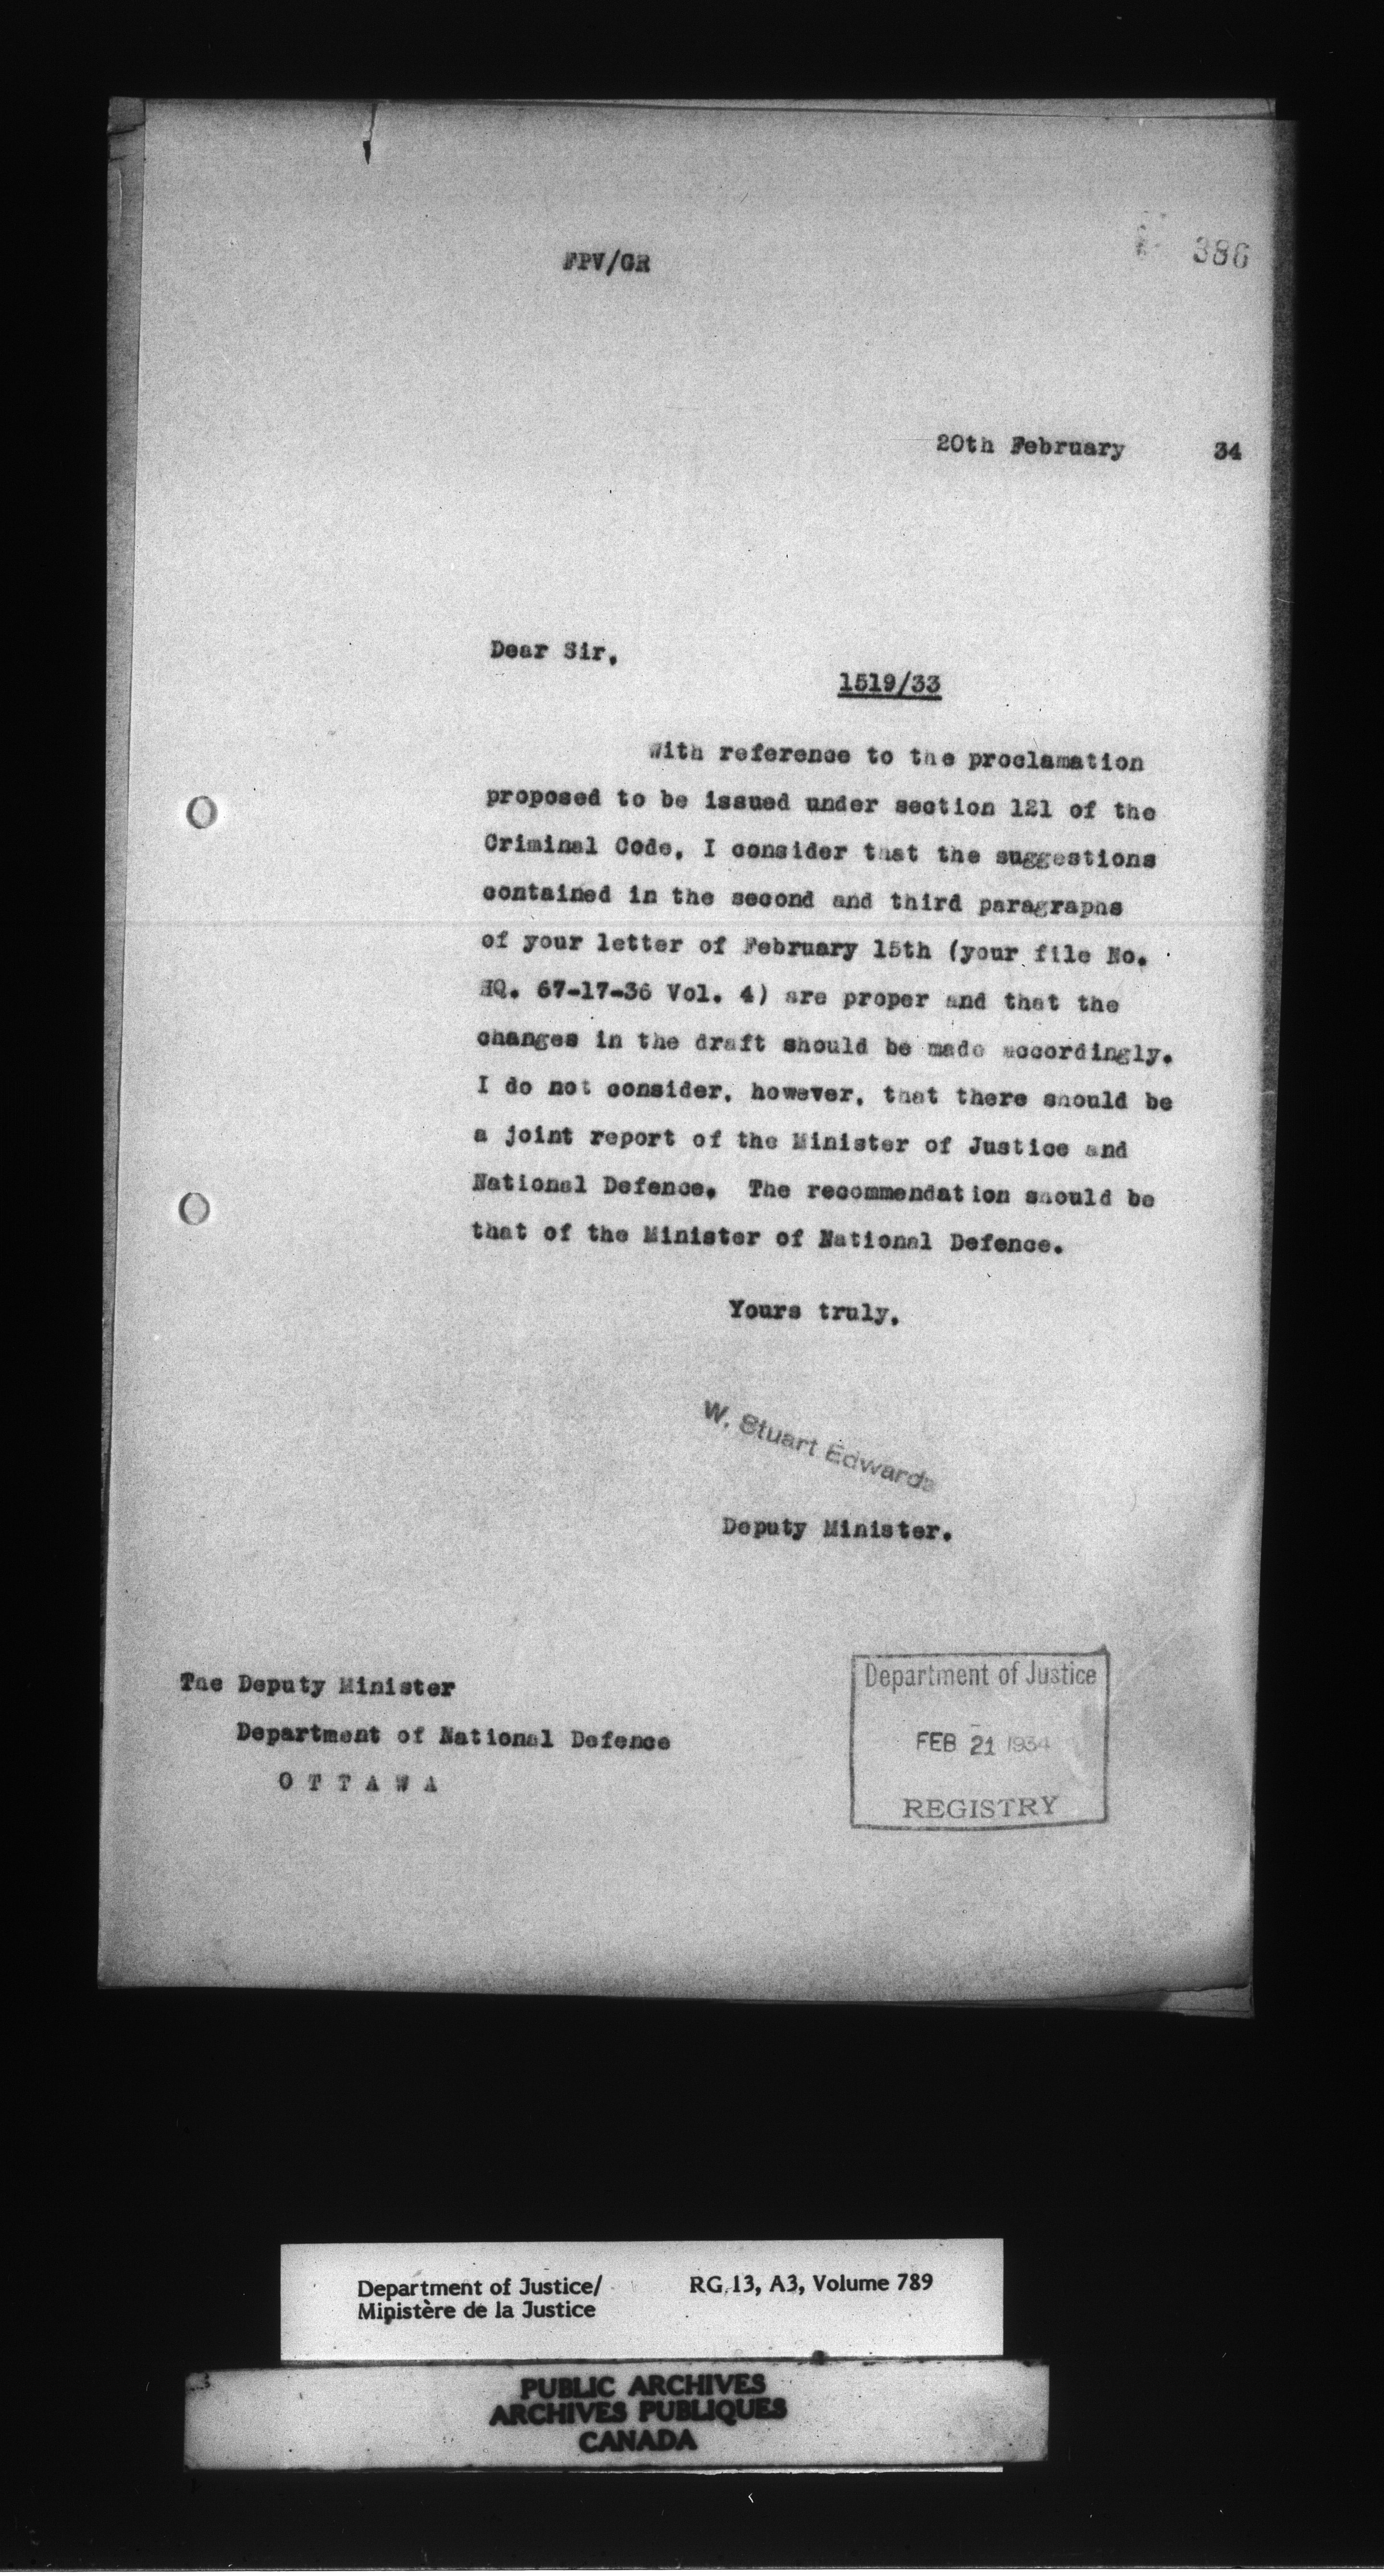 386
FPV/GR
20th February 34
Dear Sir,
1519/33
With reference to the proclamation
proposed to be issued under section 121 of the
Criminal Code, I consider that the suggestions
contained in the second and third paragraphs
of your letter of February 15th (your file No.
HQ. 67-17-36 Vol. 4) are proper and that the
changes in the draft should be made accordingly.
I do not consider, however, that there should be
a joint report of the Minister of Justice and
National Defence. The recommendation should be
that of the Minister of National Defence.
Yours truly,
W. Stuart Edwards
Deputy Minister.
The Deputy Minister
Department of National Defence
O T T A W A
Department of Justice
FEB 21 1934
REGISTRY
Department of Justice/ RG 13, A3, Volume 789
Ministère de la Justice
PUBLIC ARCHIVES
ARCHIVES PUBLIQUES
CANADA